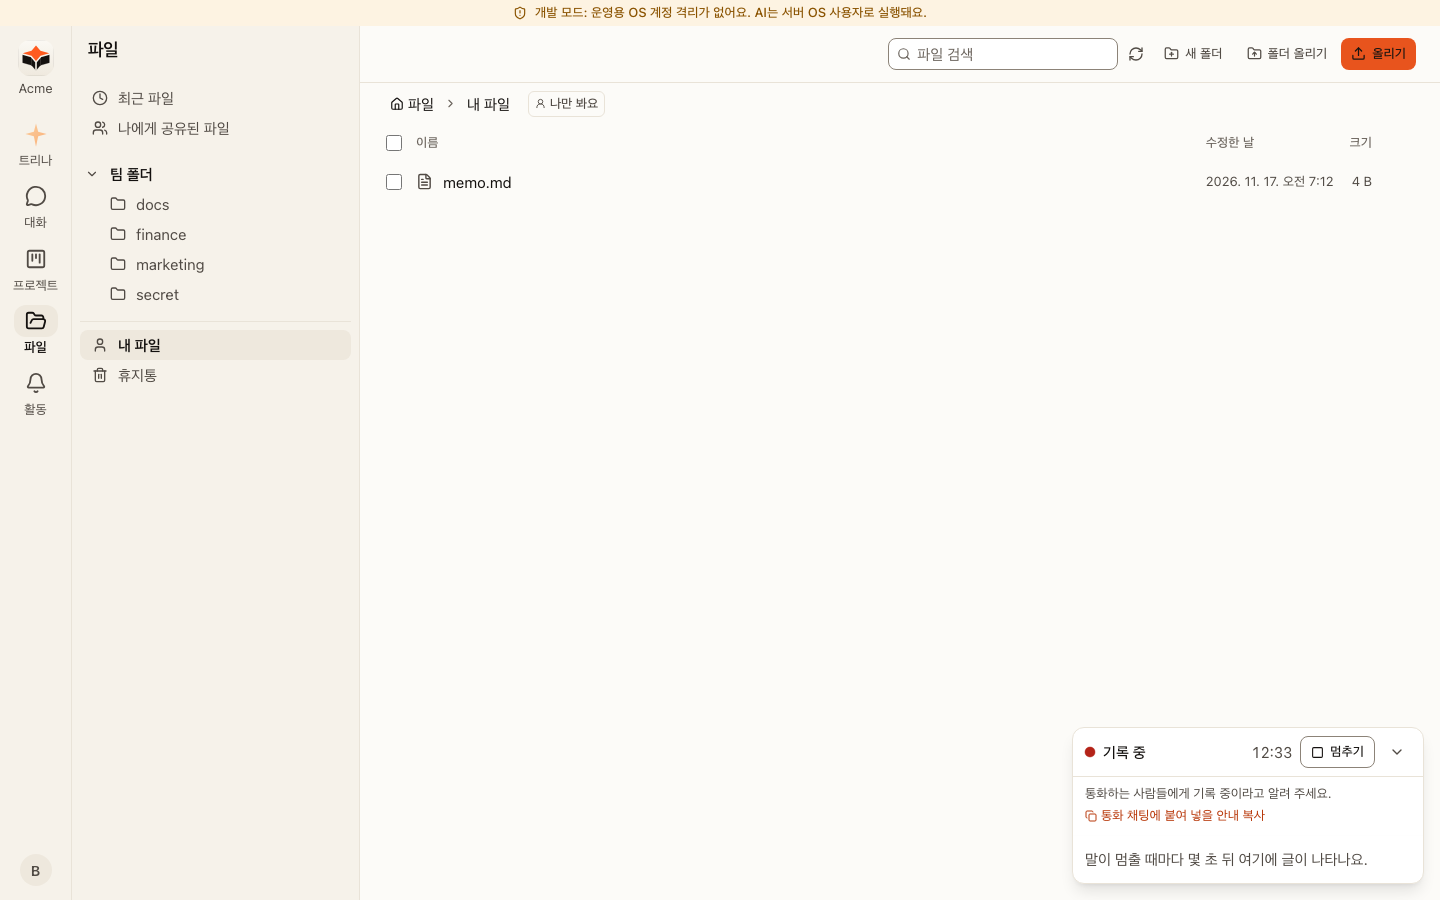 개발 모드: 운영용 OS 계정 격리가 없어요. AI는 서버 OS 사용자로 실행돼요.
Acme
트리나
대화
프로젝트
파일
활동
B
파일
최근 파일
나에게 공유된 파일
팀 폴더
docs
finance
marketing
secret
내 파일
휴지통
파일 검색
새 폴더
폴더 올리기
올리기
파일
내 파일
나만 봐요
이름
수정한 날
크기
memo.md
2026. 11. 17. 오전 7:12
4 B
기록 중
12:33
멈추기
통화하는 사람들에게 기록 중이라고 알려 주세요.
통화 채팅에 붙여 넣을 안내 복사
말이 멈출 때마다 몇 초 뒤 여기에 글이 나타나요.